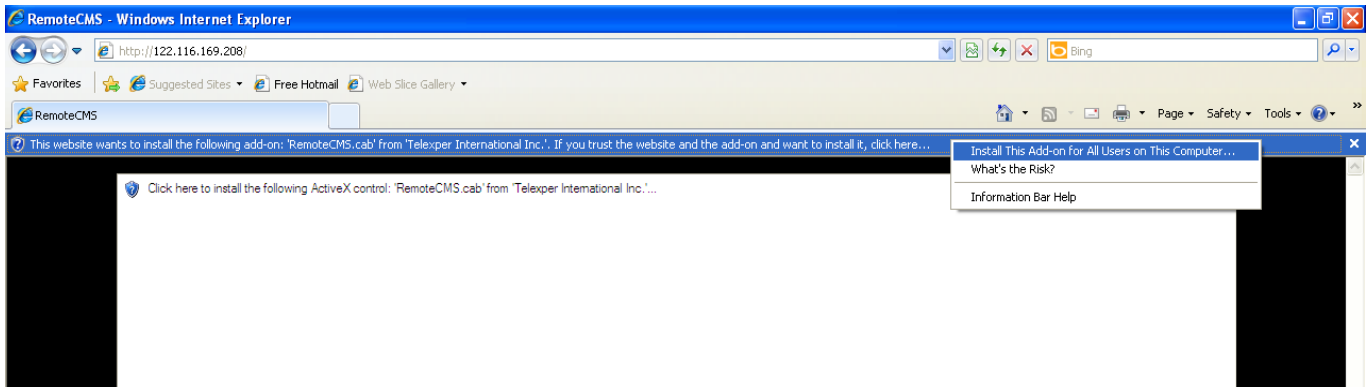 RemoteCMS - Windows Internet Explorer
http://122.116.169.208/
Bing
Favorites Suggested Sites Free Hotmail Web Slice Gallery
RemoteCMS Page Safety Tools
This website wants to install the following add-on: 'RemoteCMS.cab' from 'Telexper International Inc.'. If you trust the website and the add-on and want to install it, click here...
Install This Add-on for All Users on This Computer...
What's the Risk?
Information Bar Help
Click here to install the following ActiveX control: 'RemoteCMS.cab' from 'Telexper International Inc.'...